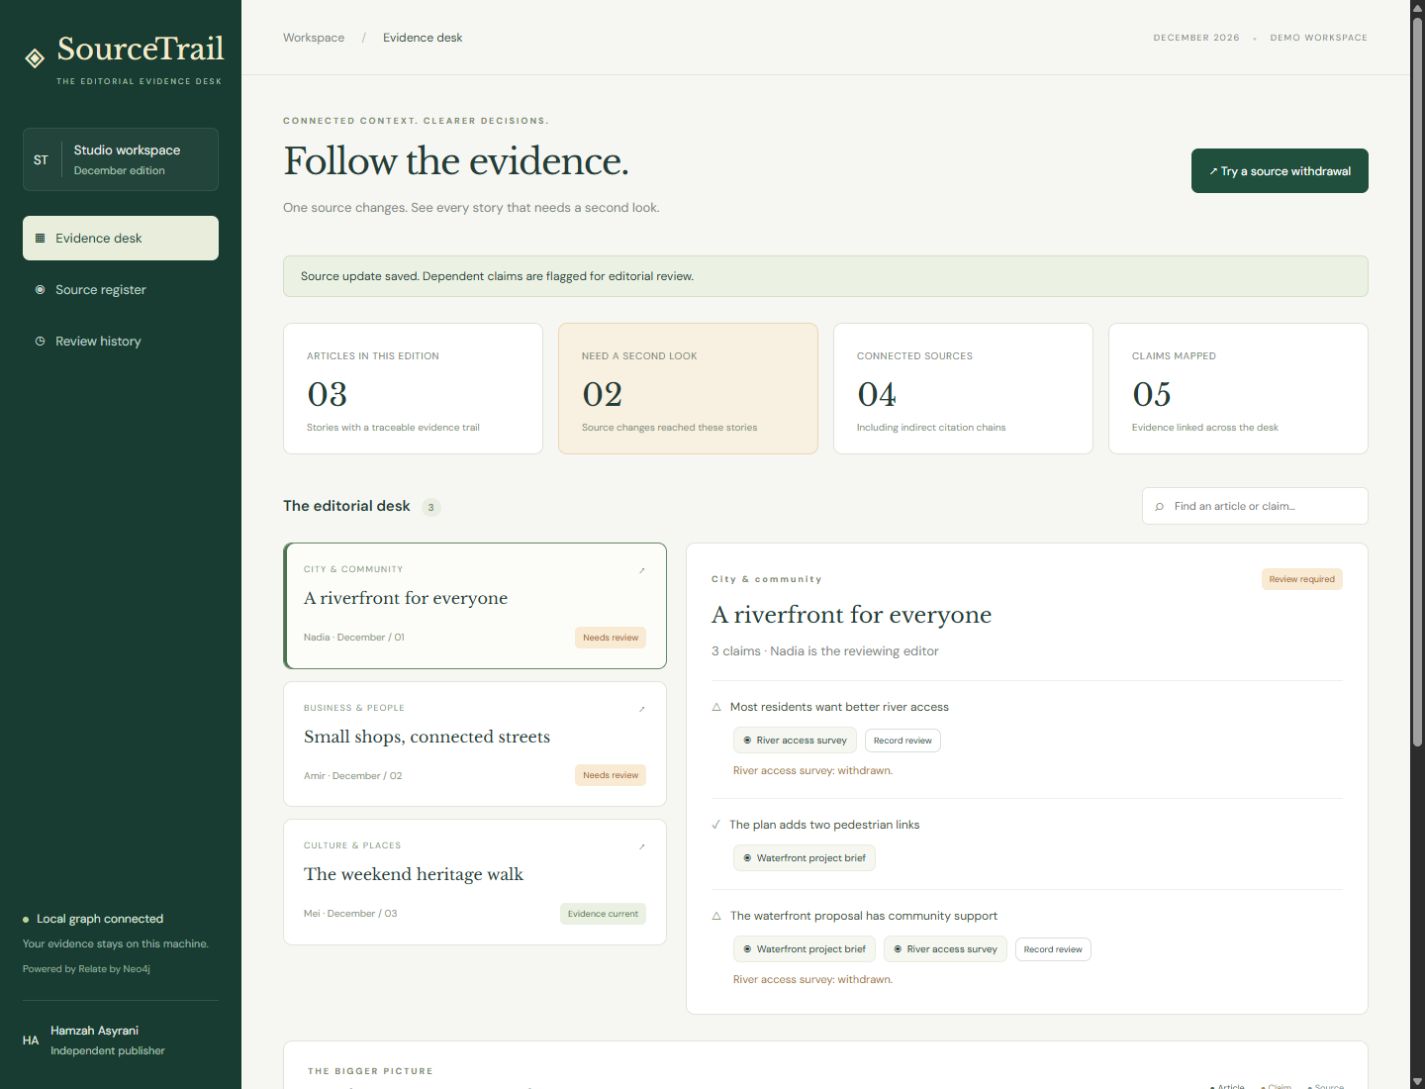 SourceTrail
THE EDITORIAL EVIDENCE DESK
ST
Studio workspace
December edition
Evidence desk
Source register
Review history
Local graph connected
Your evidence stays on this machine.
Powered by Relate by Neo4j
HA
Hamzah Asyrani
Independent publisher
Workspace / Evidence desk
DECEMBER 2026 • DEMO WORKSPACE
CONNECTED CONTEXT. CLEARER DECISIONS.
Follow the evidence.
One source changes. See every story that needs a second look.
↗ Try a source withdrawal
Source update saved. Dependent claims are flagged for editorial review.
ARTICLES IN THIS EDITION
03
Stories with a traceable evidence trail
NEED A SECOND LOOK
02
Source changes reached these stories
CONNECTED SOURCES
04
Including indirect citation chains
CLAIMS MAPPED
05
Evidence linked across the desk
The editorial desk 3
Find an article or claim...
CITY & COMMUNITY ↗
A riverfront for everyone
Nadia · December / 01
Needs review
BUSINESS & PEOPLE ↗
Small shops, connected streets
Amir · December / 02
Needs review
CULTURE & PLACES ↗
The weekend heritage walk
Mei · December / 03
Evidence current
City & community
Review required
A riverfront for everyone
3 claims · Nadia is the reviewing editor
△ Most residents want better river access
◉ River access survey
Record review
River access survey: withdrawn.
✓ The plan adds two pedestrian links
◉ Waterfront project brief
△ The waterfront proposal has community support
◉ Waterfront project brief
◉ River access survey
Record review
River access survey: withdrawn.
THE BIGGER PICTURE
• Article • Claim • Source